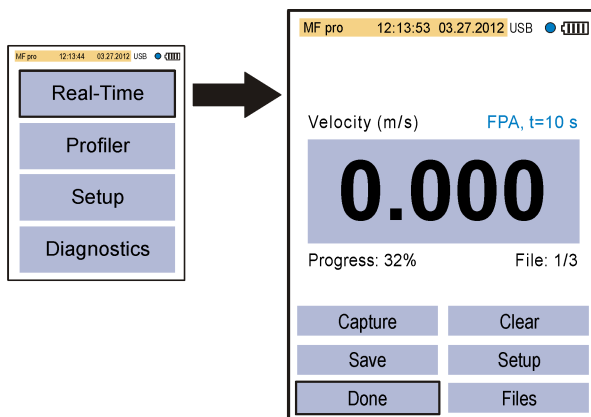 MF pro 12:13:44 03.27.2012 USB
Real-Time
Profiler
Setup
Diagnostics
MF pro 12:13:53 03.27.2012 USB
Velocity (m/s) FPA, t=10 s
0.000
Progress: 32% File: 1/3
Capture Clear
Save Setup
Done Files